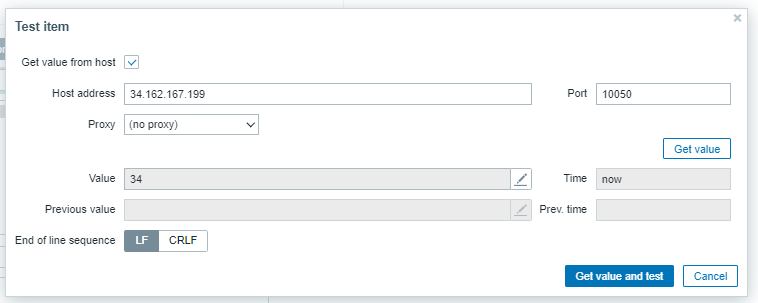 Test item
Get value from host
Host address 34.162.167.199 Port 10050
Proxy (no proxy)
Get value
Value 34 Time now
Previous value Prev. time
End of line sequence LF CRLF
Get value and test Cancel